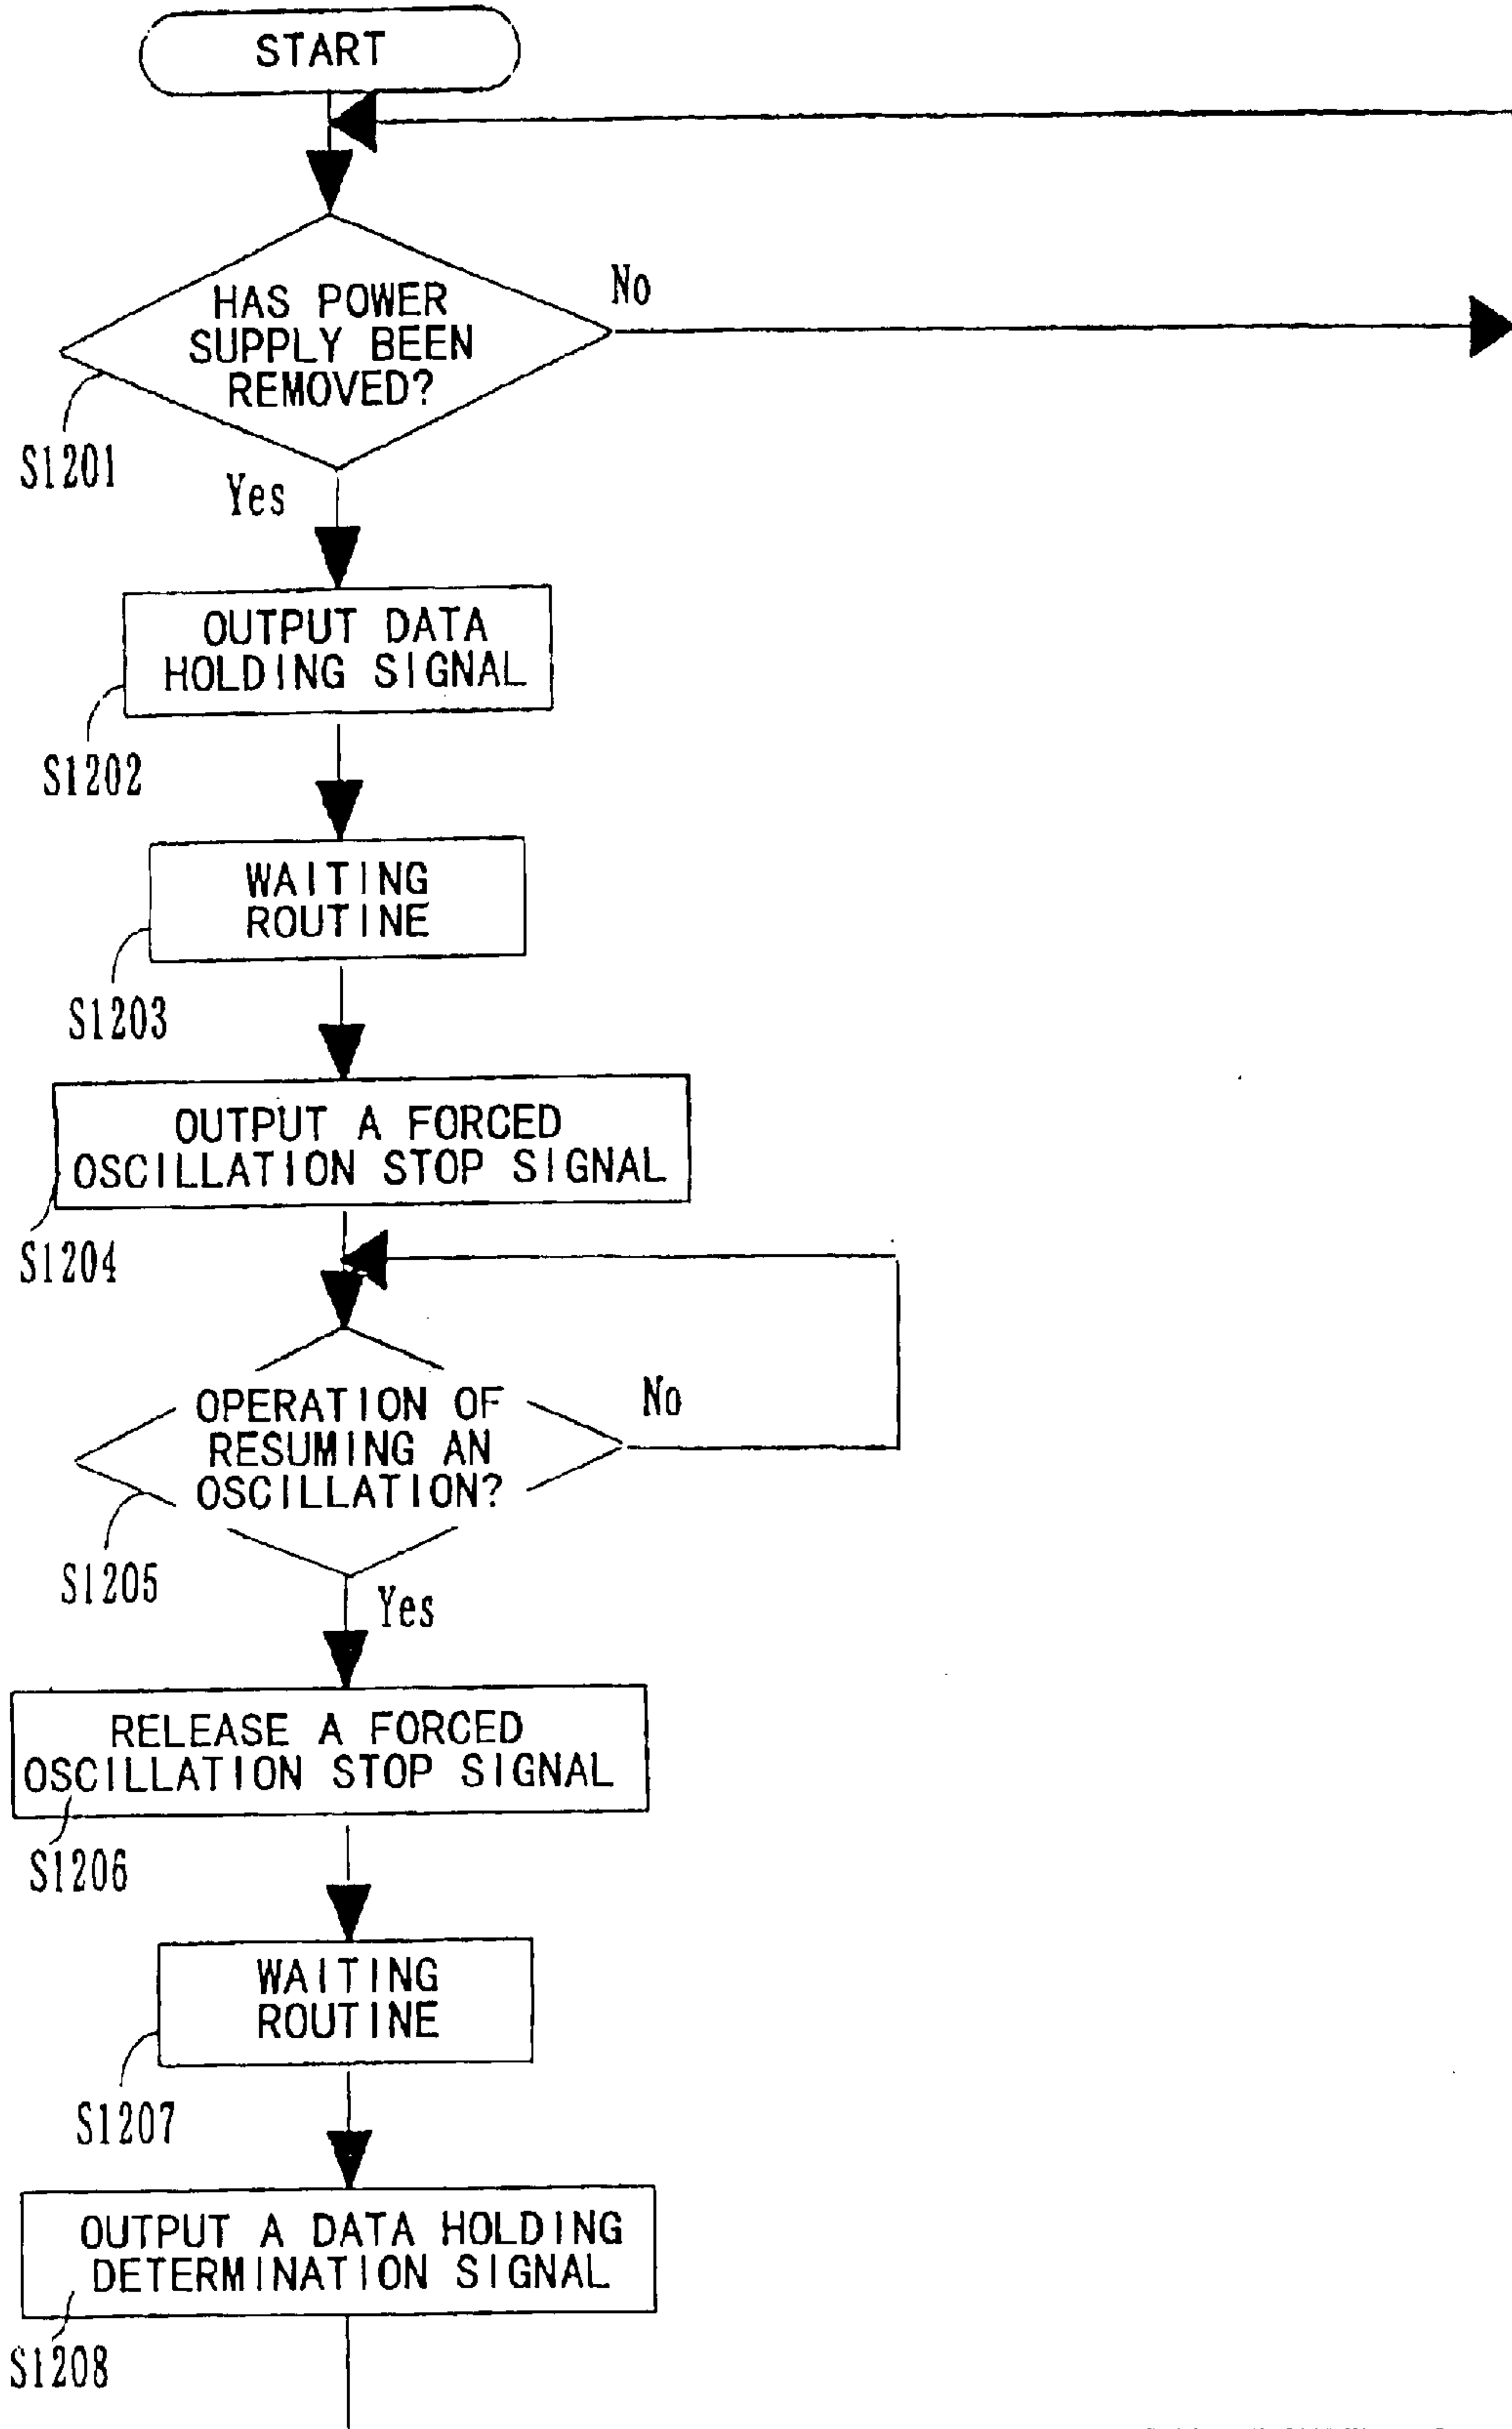 START
HAS POWER
SUPPLY BEEN
REMOVED?
No
S1201
Yes
OUTPUT DATA
HOLDING SIGNAL
S1202
WAITING
ROUTINE
S1203
OUTPUT A FORCED
OSCILLATION STOP SIGNAL
S1204
OPERATION OF
RESUMING AN
OSCILLATION?
No
S1205
Yes
RELEASE A FORCED
OSCILLATION STOP SIGNAL
S1206
WAITING
ROUTINE
S1207
OUTPUT A DATA HOLDING
DETERMINATION SIGNAL
S1208